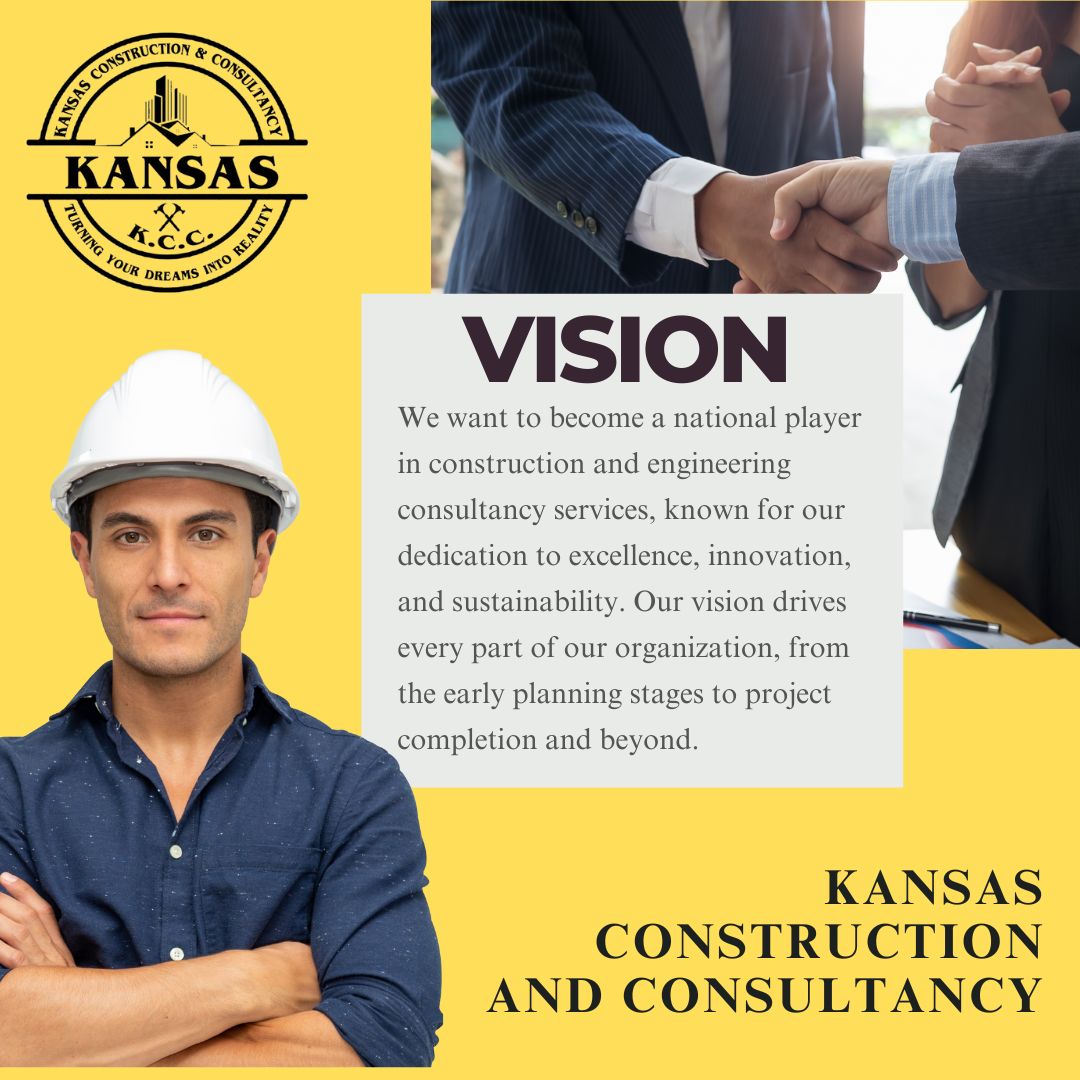 KANSAS CONSTRUCTION & CONSULTANCY
KANSAS
K.C.C.
TURNING YOUR DREAMS INTO REALITY
VISION
We want to become a national player
in construction and engineering
consultancy services, known for our
dedication to excellence, innovation,
and sustainability. Our vision drives
every part of our organization, from
the early planning stages to project
completion and beyond.
KANSAS
CONSTRUCTION
AND CONSULTANCY